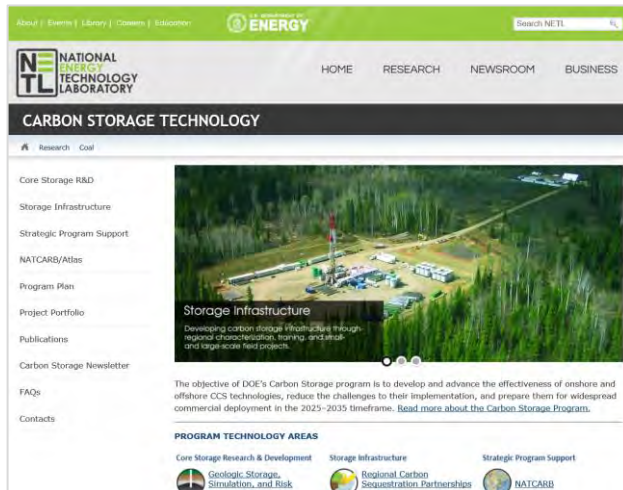 About | Events | Library | Careers | Education
U.S. DEPARTMENT OF
ENERGY
Search NETL
NETL
NATIONAL
ENERGY
TECHNOLOGY
LABORATORY
HOME RESEARCH NEWSROOM BUSINESS
CARBON STORAGE TECHNOLOGY
Research Coal
Core Storage R&D
Storage Infrastructure
Strategic Program Support
NATCARB/Atlas
Program Plan
Project Portfolio
Publications
Carbon Storage Newsletter
FAQs
Contacts
Storage Infrastructure
Developing carbon storage infrastructure through
regional characterization, training, and small-
and large-scale field projects.
The objective of DOE's Carbon Storage program is to develop and advance the effectiveness of onshore and
offshore CCS technologies, reduce the challenges to their implementation, and prepare them for widespread
commercial deployment in the 2025–2035 timeframe. Read more about the Carbon Storage Program.
PROGRAM TECHNOLOGY AREAS
Core Storage Research & Development Storage Infrastructure Strategic Program Support
Geologic Storage, Regional Carbon
Simulation, and Risk Sequestration Partnerships NATCARB